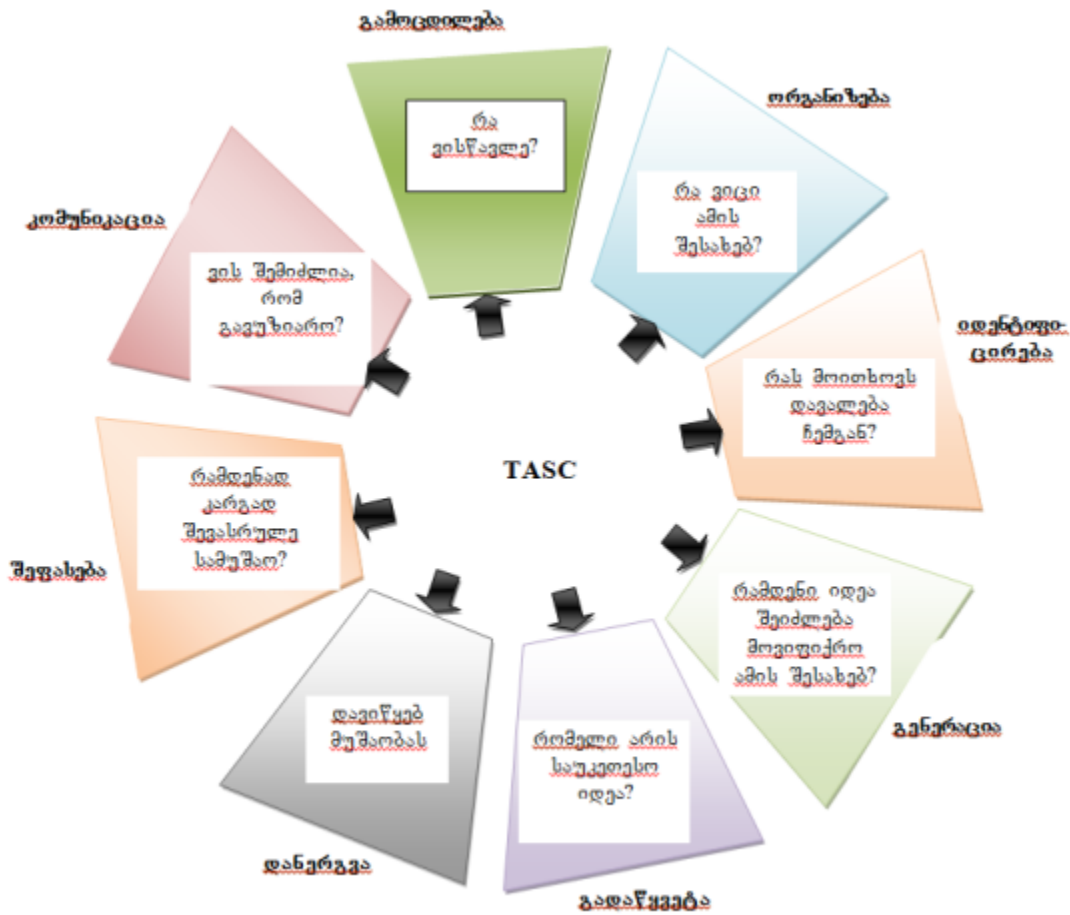 გამოცდილება
რა
ვისწავლე?
ორგანიზება
რა ვიცი
ამის
შესახებ?
იდენტიფი-
ცირება
რას მოითხოვს
დავალება
ჩემგან?
რამდენი იდეა
შეიძლება
მოვიფიქრო
ამის შესახებ?
გენერაცია
რომელი არის
საუკეთესო
იდეა?
გადაწყვეტა
დავიწყებ
მუშაობას
დანერგვა
რამდენად
კარგად
შევასრულე
სამუშაო?
შეფასება
კომუნიკაცია
ვის შემიძლია,
რომ
გავუზიარო?
TASC